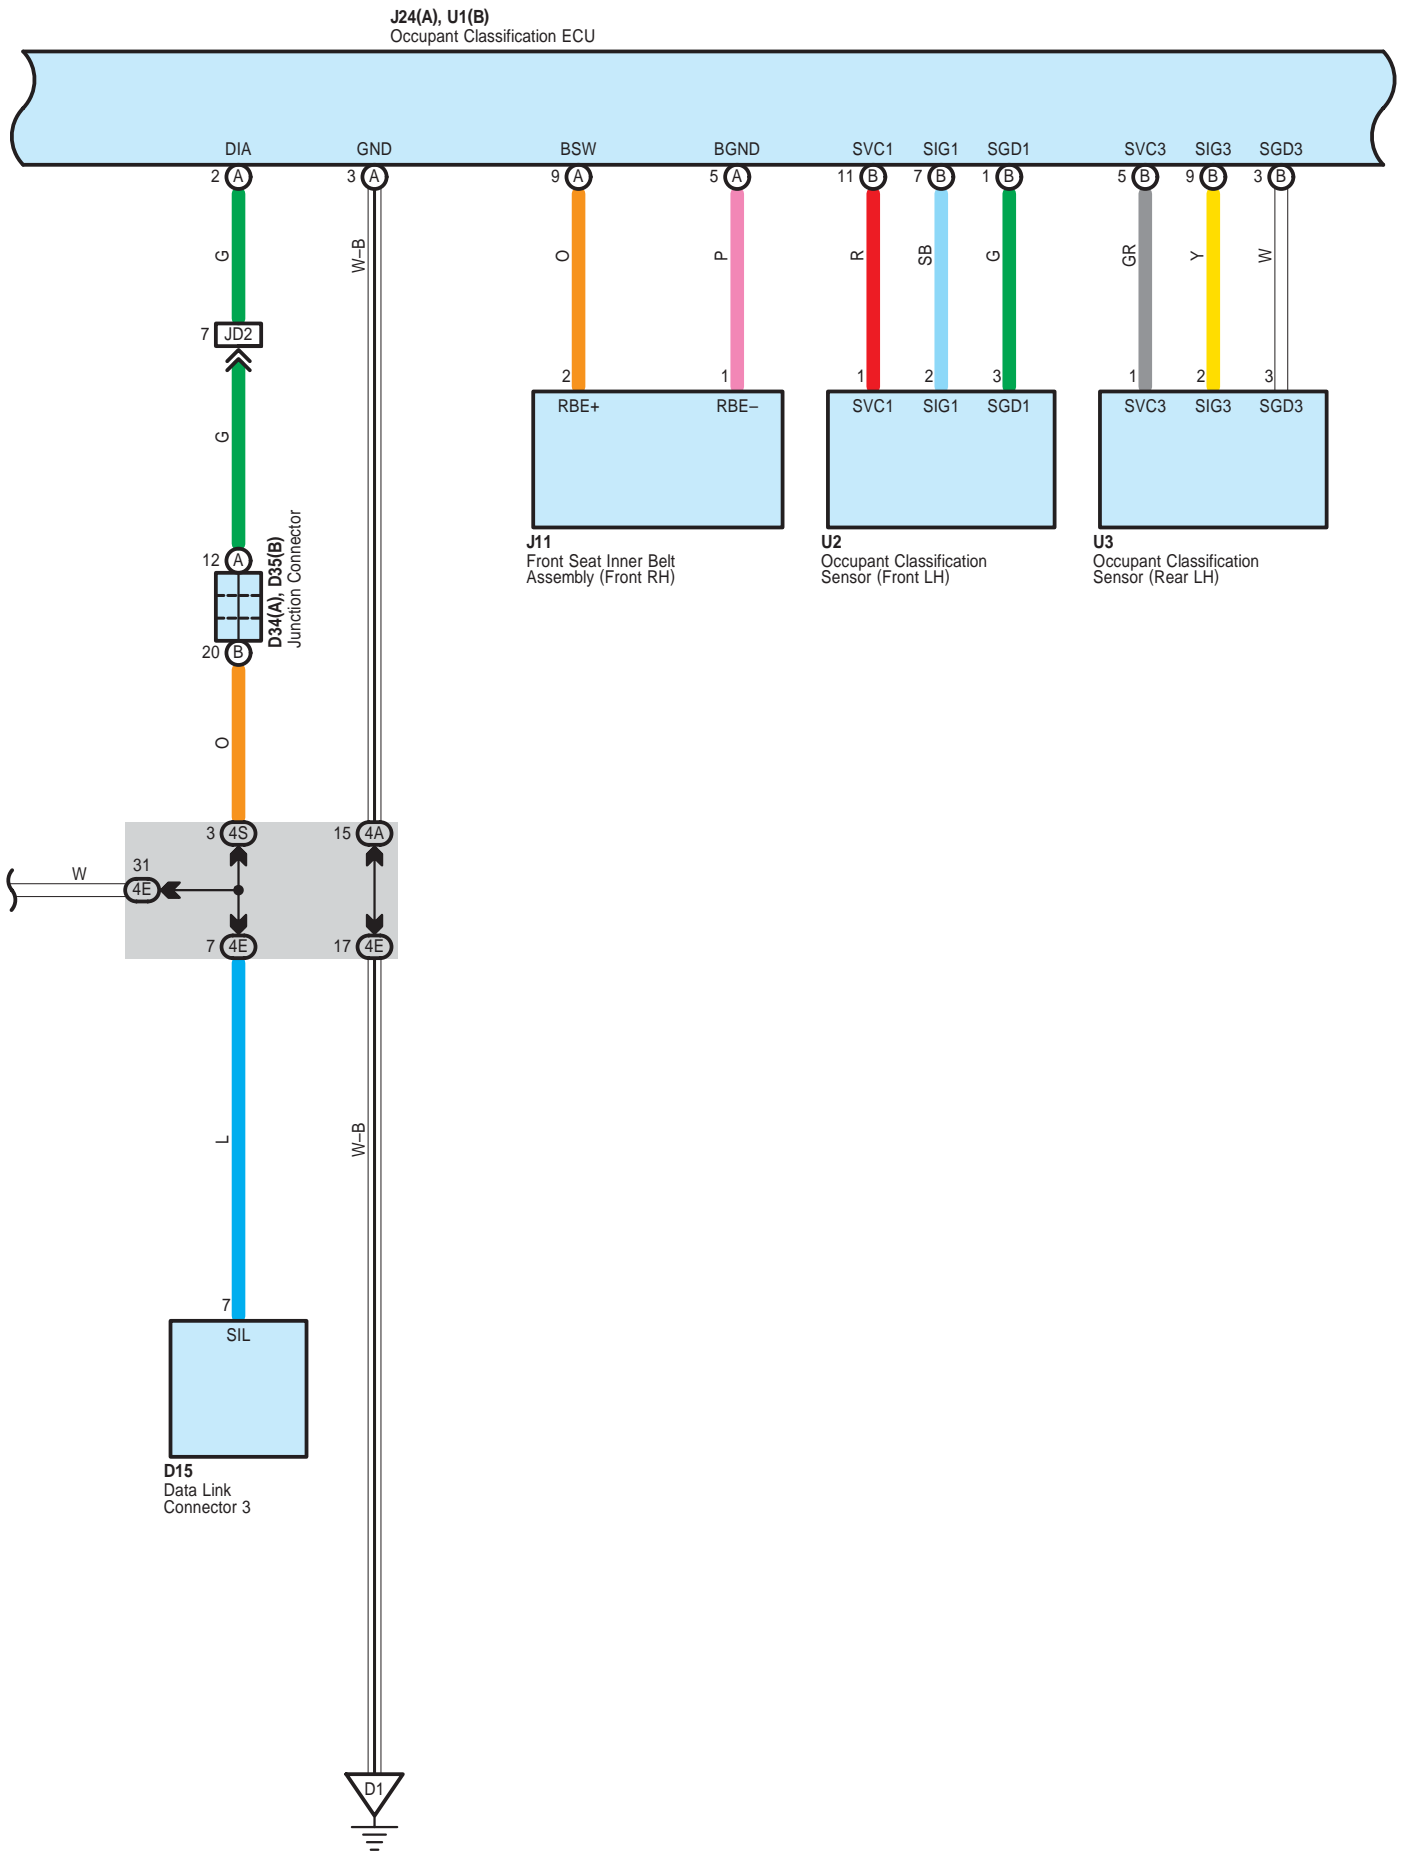 J24(A), U1(B)
Occupant Classification ECU
DIA GND BSW BGND SVC1 SIG1 SGD1 SVC3 SIG3 SGD3
2 A 3 A 9 A 5 A 11 B 7 B 1 B 5 B 9 B 3 B
G W–B O P R SB G GR Y W
7 JD2
2 1 1 2 3 1 2 3
RBE+ RBE– SVC1 SIG1 SGD1 SVC3 SIG3 SGD3
G
J11
Front Seat Inner Belt
Assembly (Front RH)
U2
Occupant Classification
Sensor (Front LH)
U3
Occupant Classification
Sensor (Rear LH)
12 A
D34(A), D35(B)
Junction Connector
20 B
O
3 4S 15 4A
W 31
4E
7 4E 17 4E
L W–B
7
SIL
D15
Data Link
Connector 3
D1